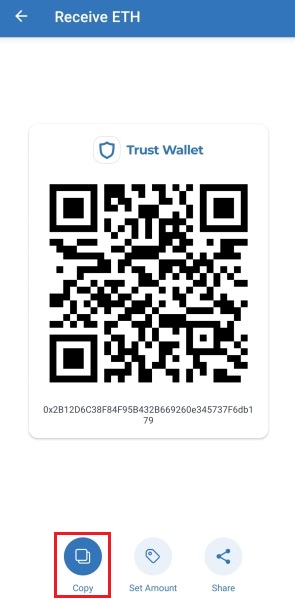 Receive ETH
Trust Wallet
0x2B12D6C38F84F95B432B669260e345737F6db1
79
Copy
Set Amount
Share